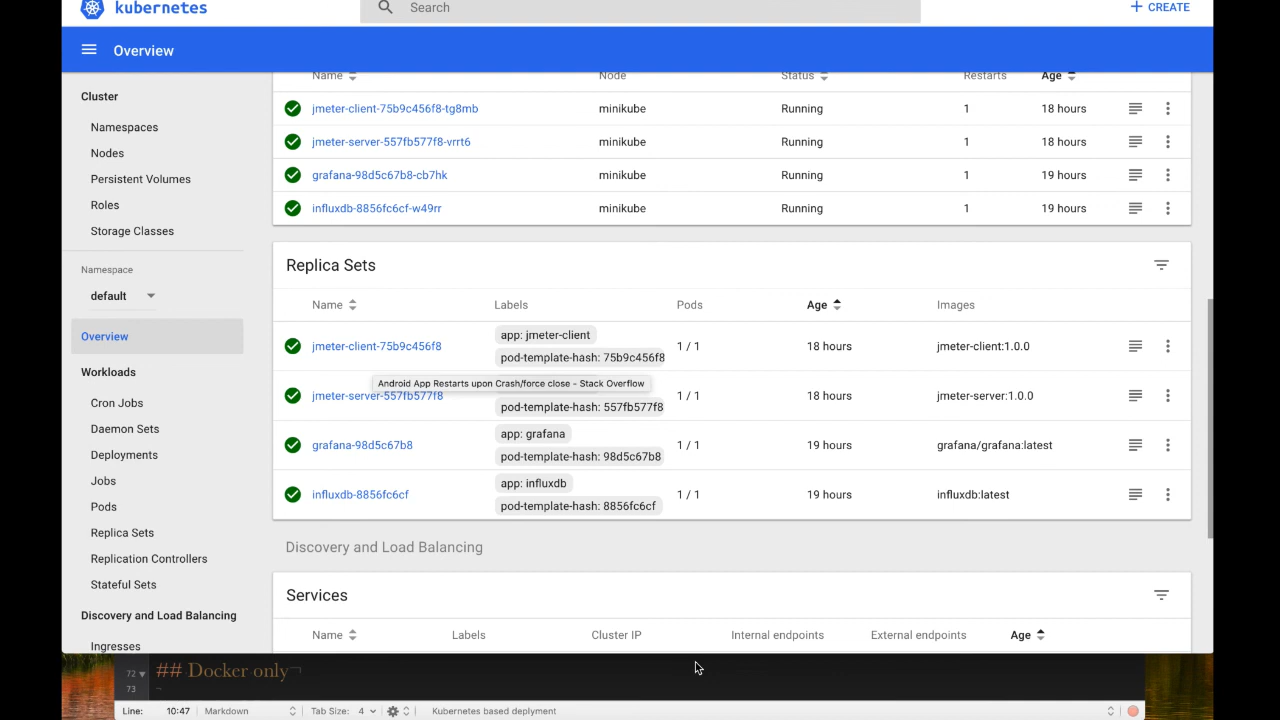 kubernetes
Search
+ CREATE
Overview
Cluster
Namespaces
Nodes
Persistent Volumes
Roles
Storage Classes
Namespace
default
Overview
Workloads
Cron Jobs
Daemon Sets
Deployments
Jobs
Pods
Replica Sets
Replication Controllers
Stateful Sets
Discovery and Load Balancing
Ingresses
Name Node Status Restarts Age
jmeter-client-75b9c456f8-tg8mb minikube Running 1 18 hours
jmeter-server-557fb577f8-vrrt6 minikube Running 1 18 hours
grafana-98d5c67b8-cb7hk minikube Running 1 19 hours
influxdb-8856fc6cf-w49rr minikube Running 1 19 hours
Replica Sets
Name Labels Pods Age Images
app: jmeter-client
jmeter-client-75b9c456f8 1 / 1 18 hours jmeter-client:1.0.0
pod-template-hash: 75b9c456f8
Android App Restarts upon Crash/force close - Stack Overflow
jmeter-server-557fb577f8 1 / 1 18 hours jmeter-server:1.0.0
pod-template-hash: 557fb577f8
app: grafana
grafana-98d5c67b8 1 / 1 19 hours grafana/grafana:latest
pod-template-hash: 98d5c67b8
app: influxdb
influxdb-8856fc6cf 1 / 1 19 hours influxdb:latest
pod-template-hash: 8856fc6cf
Discovery and Load Balancing
Services
Name Labels Cluster IP Internal endpoints External endpoints Age
72 ## Docker only¬
73 ¬
Line: 10:47 Markdown Tab Size: 4 Kubernetes based deployment